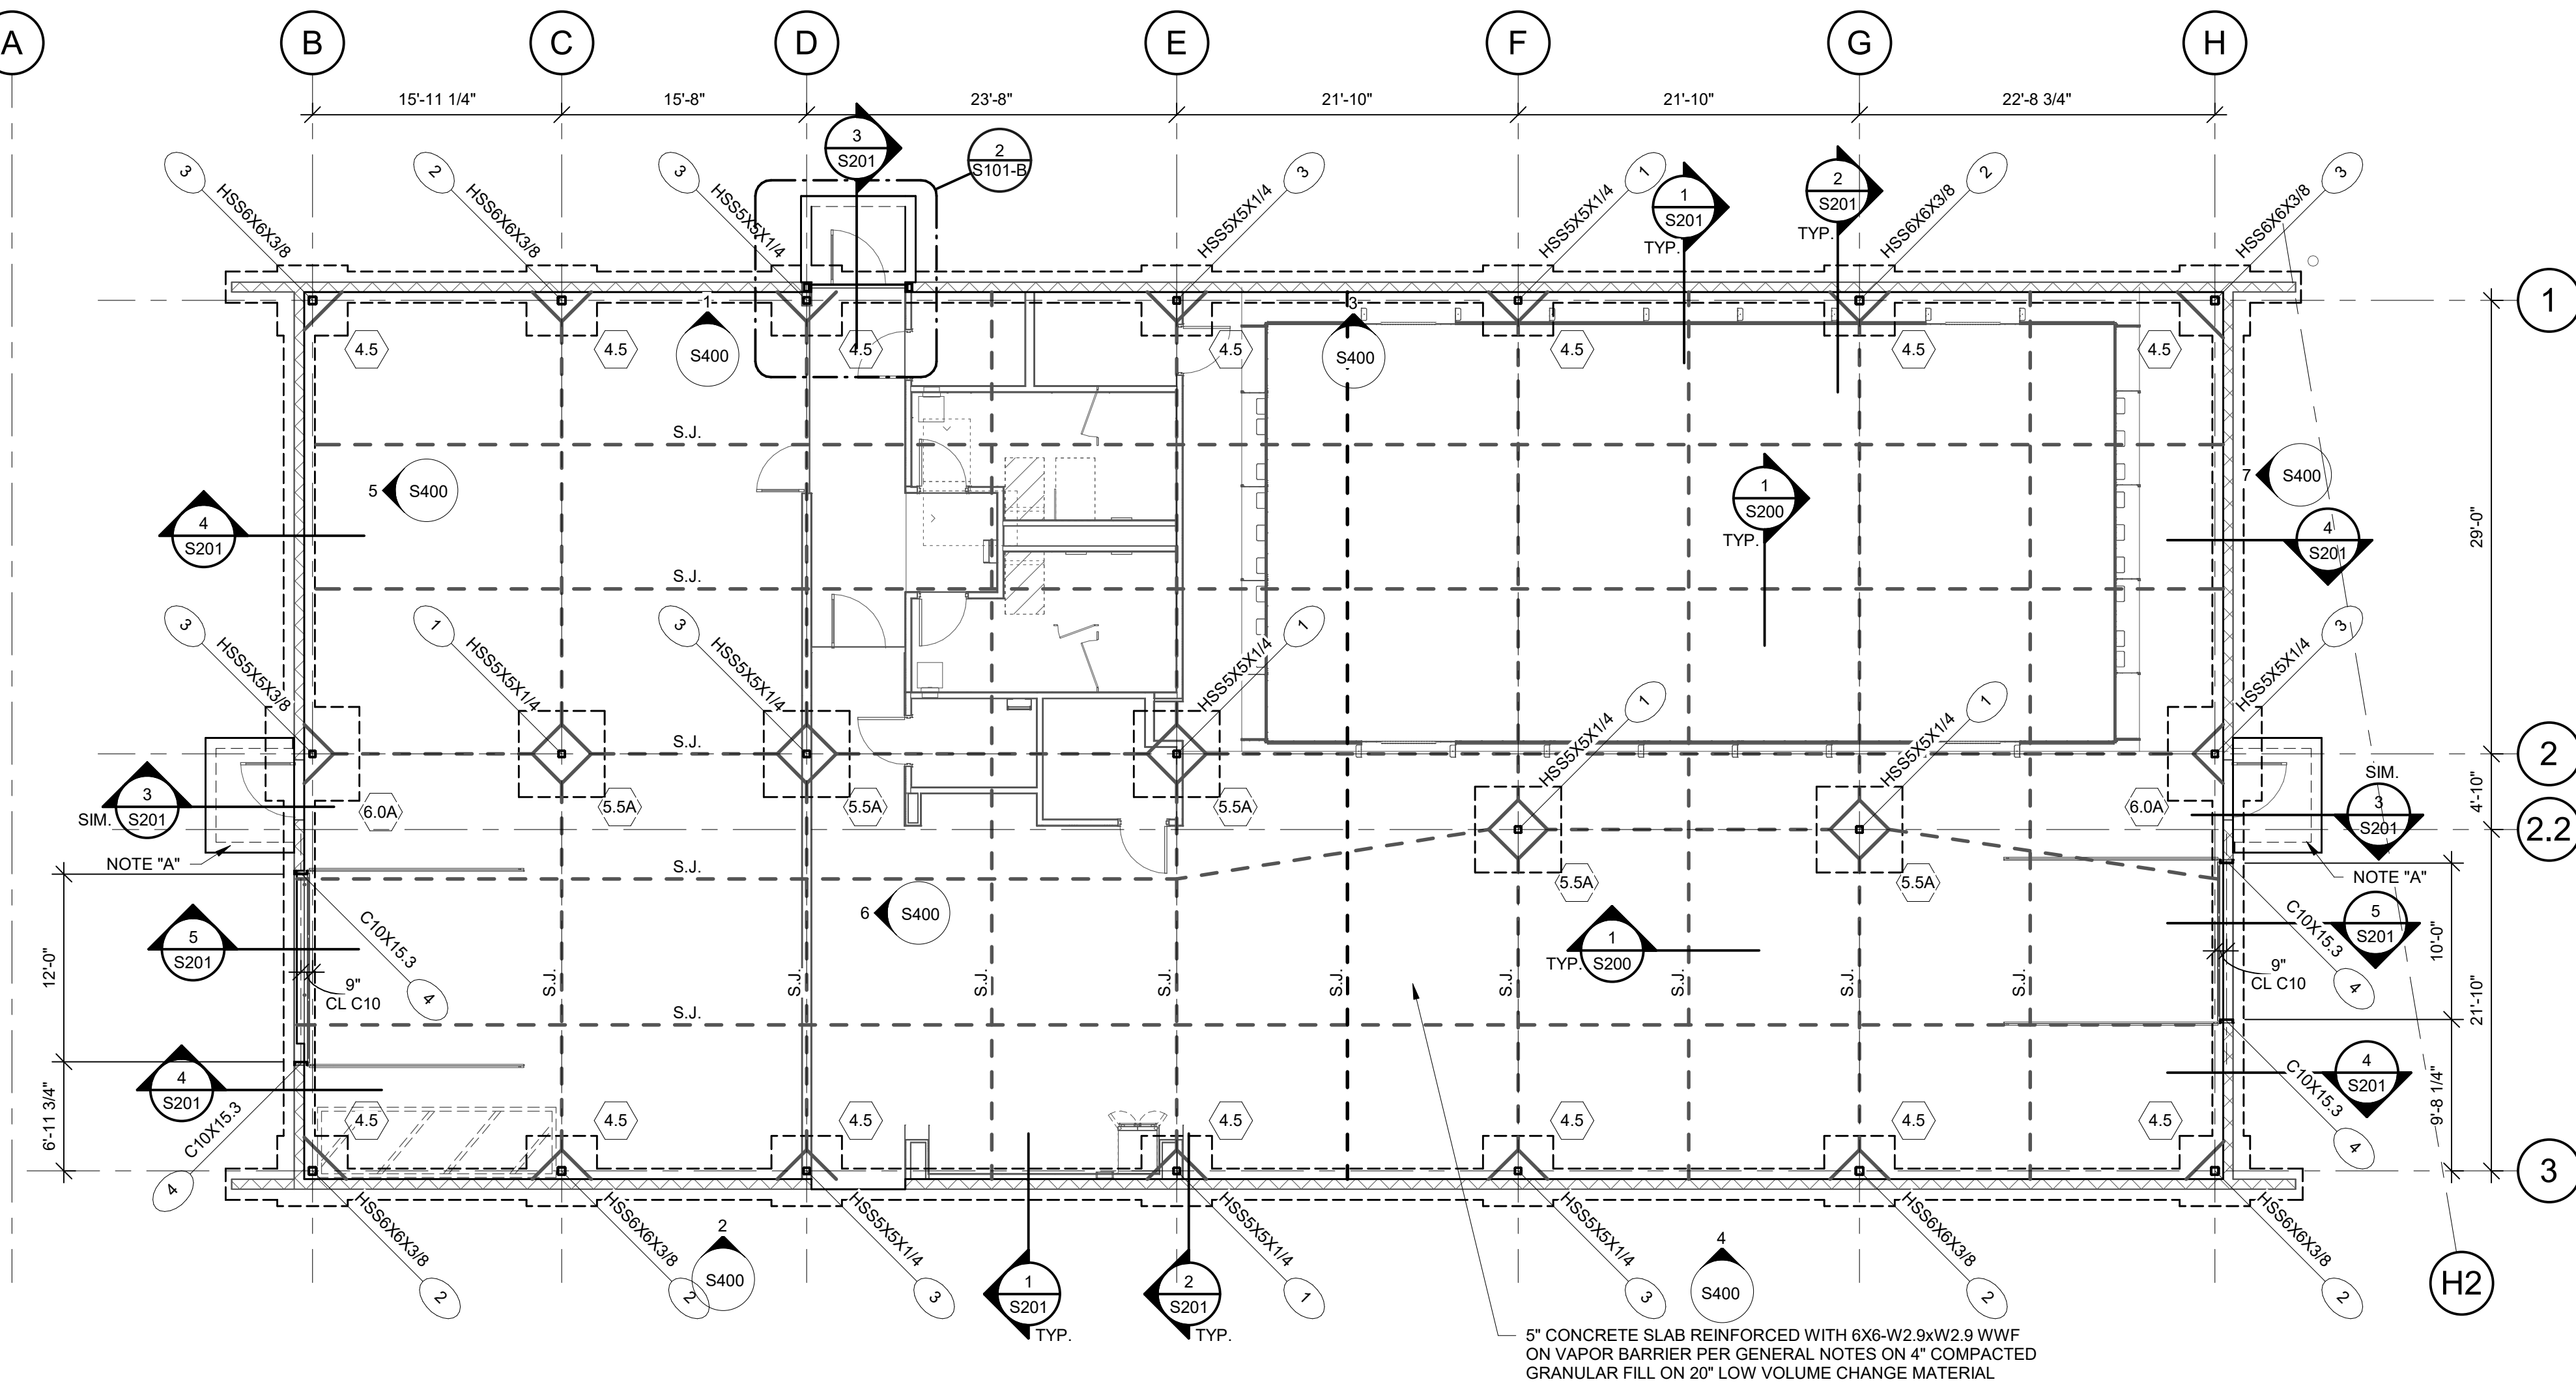 A
B
C
D
E
F
G
H
15'-11 1/4"
15'-8"
23'-8"
21'-10"
21'-10"
22'-8 3/4"
3
S201
2
S101-B
1
S201
TYP.
2
S201
TYP.
3
HSS6X6X3/8
2
HSS6X6X3/8
3
HSS5X5X1/4
HSS5X5X1/4
3
HSS5X5X1/4
1
HSS6X6X3/8
2
HSS6X6X3/8
3
1
1
S400
3
S400
4.5
4.5
4.5
4.5
4.5
4.5
4.5
S.J.
5
S400
7
S400
4
S201
1
S200
TYP.
4
S201
29'-0"
S.J.
3
HSS5X5X3/8
1
HSS5X5X1/4
3
HSS5X5X1/4
HSS5X5X1/4
1
HSS5X5X1/4
1
HSS5X5X1/4
1
HSS5X5X1/4
3
S.J.
2
3
S201
SIM.
6.0A
5.5A
5.5A
5.5A
6.0A
SIM.
3
S201
4'-10"
2.2
NOTE "A"
S.J.
5.5A
5.5A
NOTE "A"
6
S400
12'-0"
5
S201
C10X15.3
4
9"
CL C10
1
S200
TYP.
5
S201
C10X15.3
4
9"
CL C10
10'-0"
21'-10"
S.J.
S.J.
S.J.
S.J.
S.J.
S.J.
S.J.
S.J.
S.J.
S.J.
4
S201
6'-11 3/4"
C10X15.3
4
4
S201
C10X15.3
4
9'-8 1/4"
4.5
4.5
4.5
4.5
4.5
4.5
4.5
3
HSS6X6X3/8
2
HSS6X6X3/8
2
2
S400
HSS5X5X1/4
3
1
S201
TYP.
2
S201
TYP.
HSS5X5X1/4
1
HSS5X5X1/4
3
4
S400
HSS6X6X3/8
2
HSS6X6X3/8
2
H2
5" CONCRETE SLAB REINFORCED WITH 6X6-W2.9xW2.9 WWF
ON VAPOR BARRIER PER GENERAL NOTES ON 4" COMPACTED
GRANULAR FILL ON 20" LOW VOLUME CHANGE MATERIAL